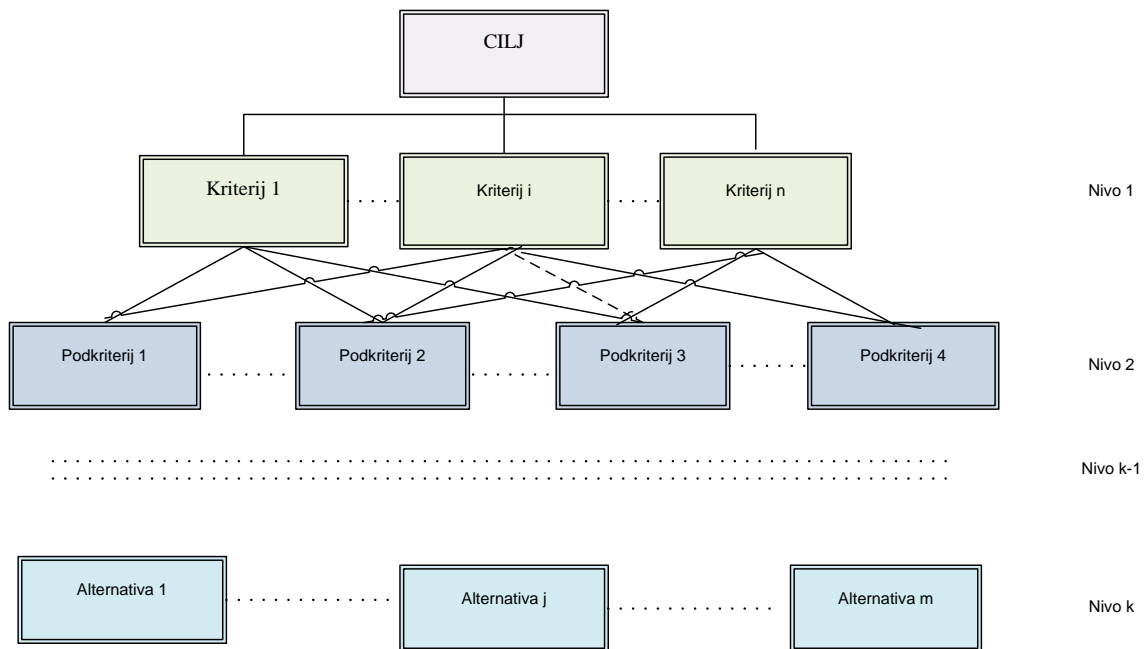 CILJ
Kriterij 1
Kriterij i
Kriterij n
Nivo 1
Podkriterij 1
Podkriterij 2
Podkriterij 3
Podkriterij 4
Nivo 2
Nivo k-1
Alternativa 1
Alternativa j
Alternativa m
Nivo k